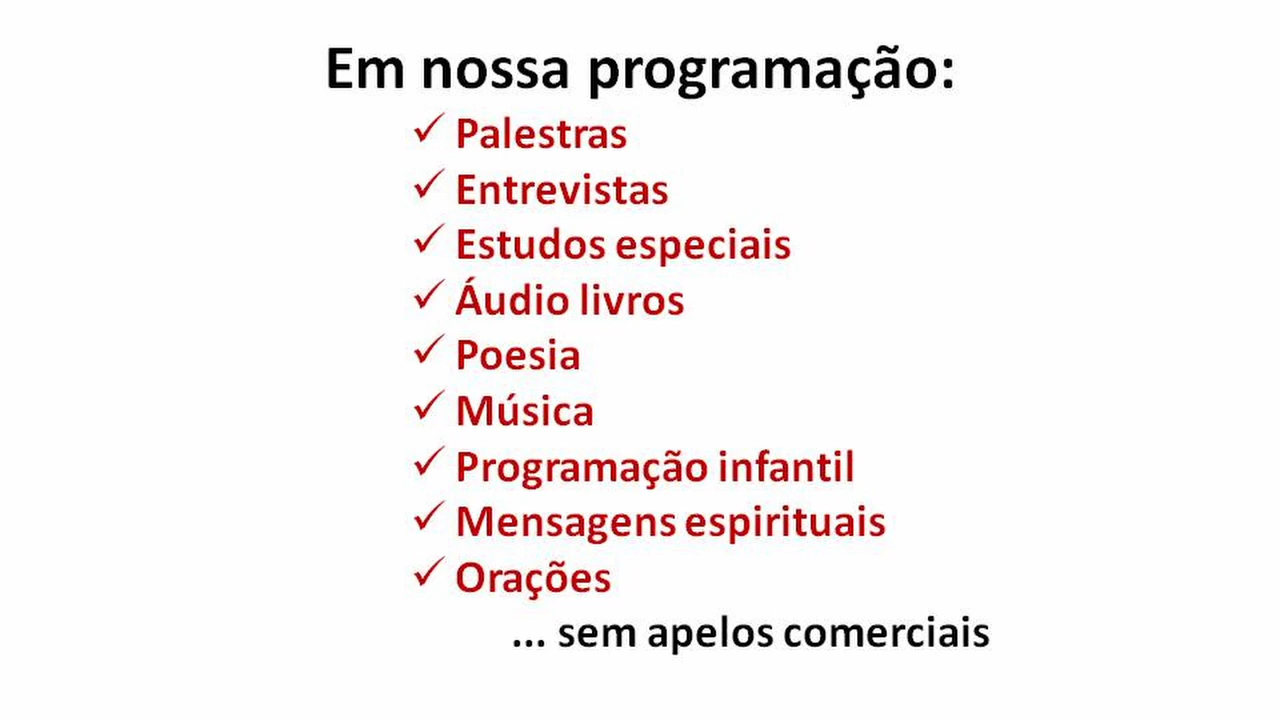 Em nossa programação:
✓ Palestras
✓ Entrevistas
✓ Estudos especiais
✓ Áudio livros
✓ Poesia
✓ Música
✓ Programação infantil
✓ Mensagens espirituais
✓ Orações
... sem apelos comerciais